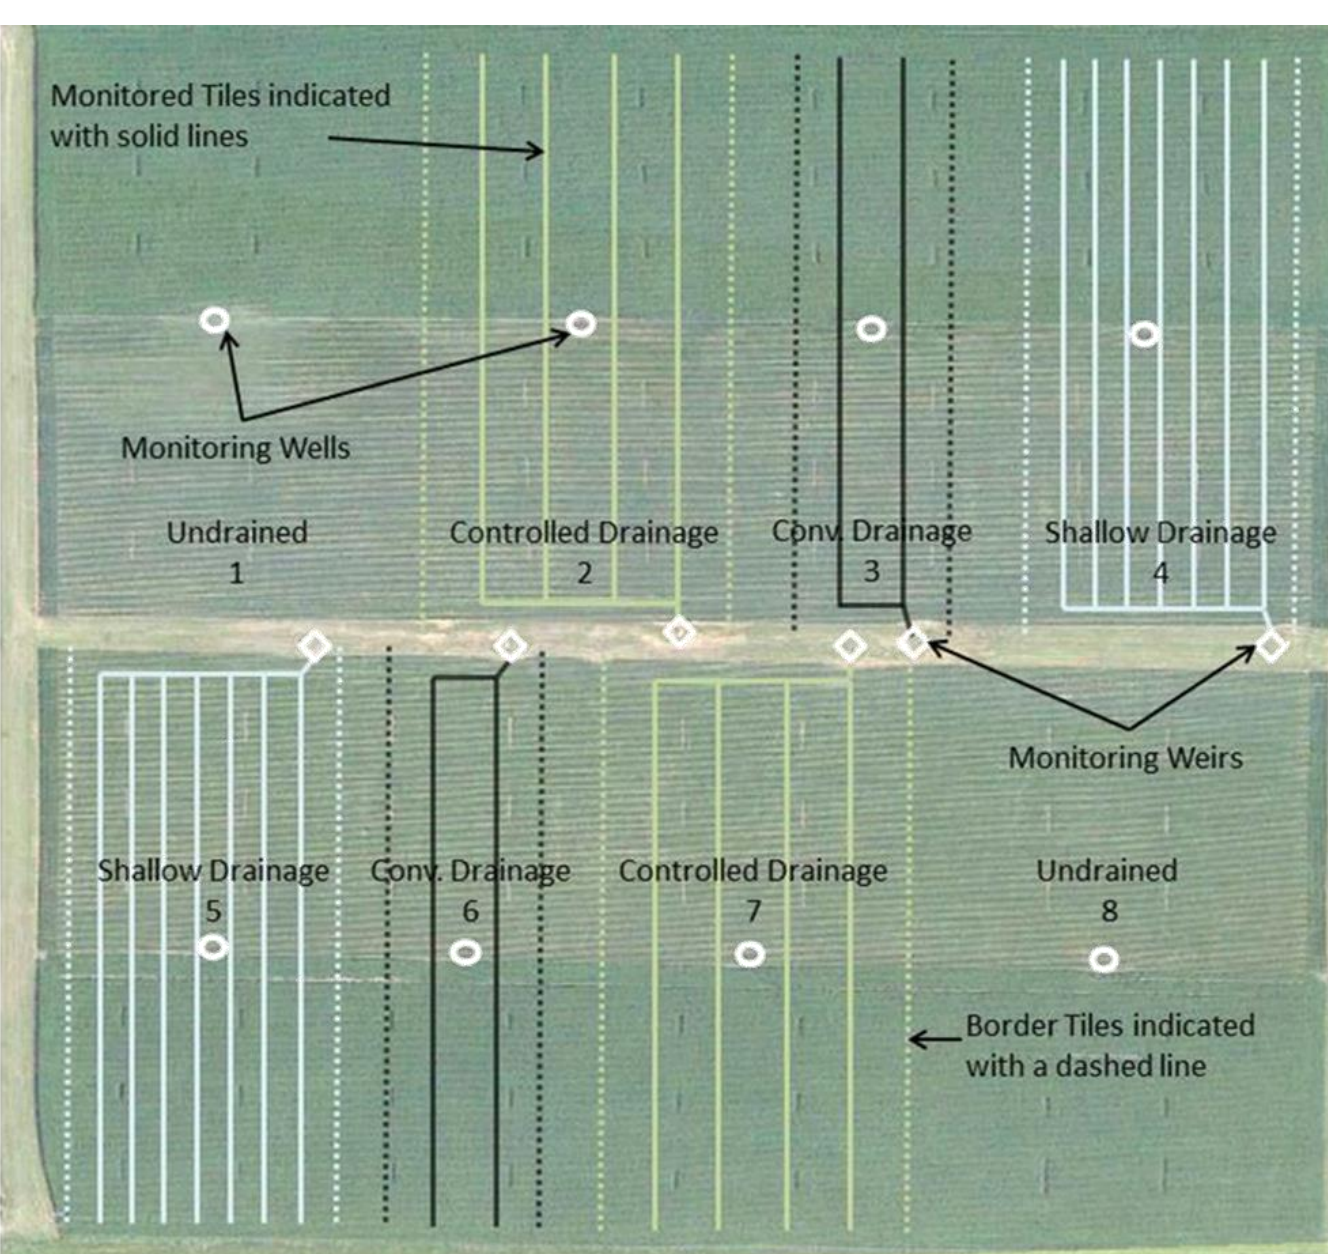 Monitored Tiles indicated
with solid lines
Monitoring Wells
Undrained
1
Controlled Drainage
2
Conv. Drainage
3
Shallow Drainage
4
Monitoring Weirs
Shallow Drainage
5
Conv. Drainage
6
Controlled Drainage
7
Undrained
8
Border Tiles indicated
with a dashed line